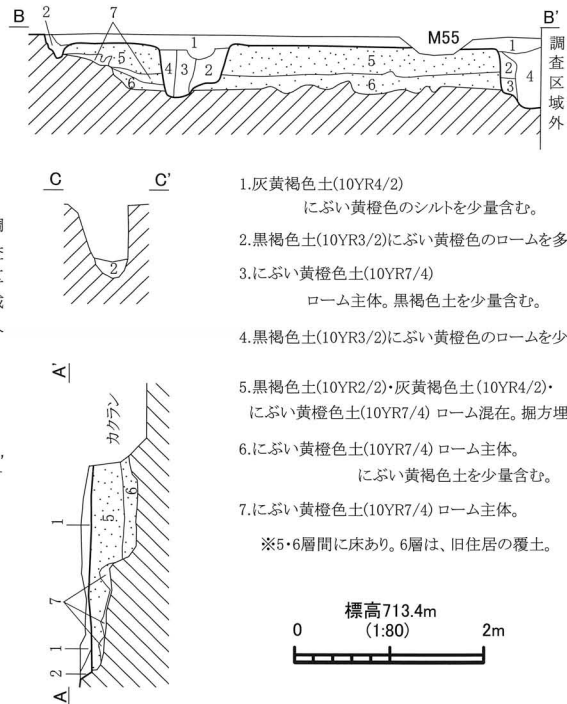 B
2
7
B'
M55
1
5
6
4
3
1
2
5
6
1
2
3
4
調査区域外
C
C'
2
1.灰黄褐色土(10YR4/2)
にぶい黄橙色のシルトを少量含む。
2.黒褐色土(10YR3/2)にぶい黄橙色のロームを多
3.にぶい黄橙色土(10YR7/4)
ローム主体。黒褐色土を少量含む。
4.黒褐色土(10YR3/2)にぶい黄橙色のロームを少
5.黒褐色土(10YR2/2)・灰黄褐色土(10YR4/2)・
にぶい黄橙色土(10YR7/4) ローム混在。掘方埋
6.にぶい黄橙色土(10YR7/4) ローム主体。
にぶい黄褐色土を少量含む。
7.にぶい黄橙色土(10YR7/4) ローム主体。
※5・6層間に床あり。6層は、旧住居の覆土。
A'
カクラン
1
5
6
7
1
2
A
標高713.4m
0 (1:80) 2m